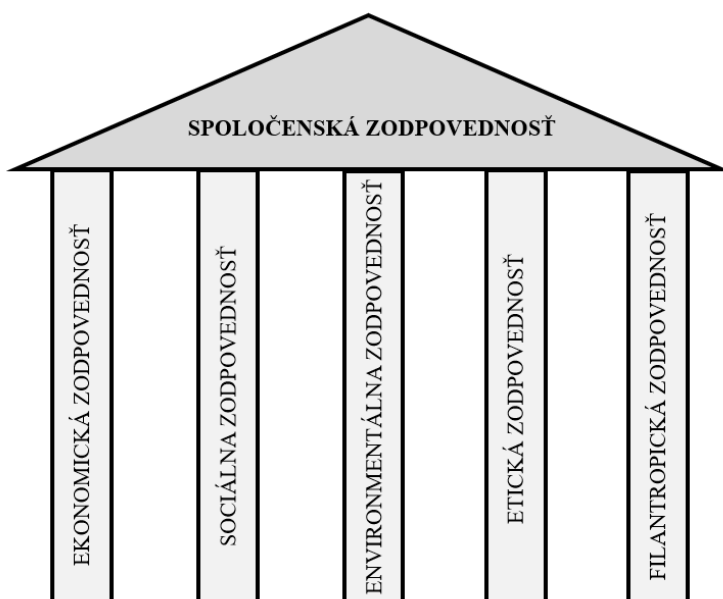 SPOLOČENSKÁ ZODPOVEDNOSŤ
EKONOMICKÁ ZODPOVEDNOSŤ
SOCIÁLNA ZODPOVEDNOSŤ
ENVIRONMENTÁLNA ZODPOVEDNOSŤ
ETICKÁ ZODPOVEDNOSŤ
FILANTROPICKÁ ZODPOVEDNOSŤ